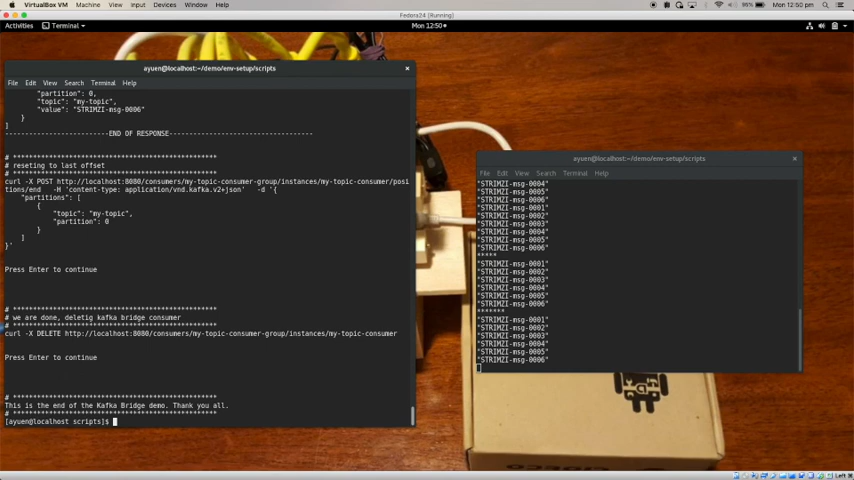 VirtualBox VM Machine View Input Devices Window Help
95% Mon 12:50 pm
Fedora24 [Running]
Activities Terminal
Mon 12:50
ayuen@localhost:~/demo/env-setup/scripts
File Edit View Search Terminal Help
"partition": 0,
"topic": "my-topic",
"value": "STRIMZI-msg-0006"
}
]
--------------------------END OF RESPONSE-----------------------------------
# ***************************************************
# reseting to last offset
# ***************************************************
curl -X POST http://localhost:8080/consumers/my-topic-consumer-group/instances/my-topic-consumer/posi
tions/end -H 'content-type: application/vnd.kafka.v2+json' -d '{
"partitions": [
{
"topic": "my-topic",
"partition": 0
}
]
}'
Press Enter to continue
# ***************************************************
# we are done, deletig kafka bridge consumer
# ***************************************************
curl -X DELETE http://localhost:8080/consumers/my-topic-consumer-group/instances/my-topic-consumer
Press Enter to continue
# ***************************************************
This is the end of the Kafka Bridge demo. Thank you all.
# ***************************************************
[ayuen@localhost scripts]$
ayuen@localhost:~/demo/env-setup/scripts
File Edit View Search Terminal Help
"STRIMZI-msg-0004"
"STRIMZI-msg-0005"
"STRIMZI-msg-0006"
"STRIMZI-msg-0001"
"STRIMZI-msg-0002"
"STRIMZI-msg-0003"
"STRIMZI-msg-0004"
"STRIMZI-msg-0005"
"STRIMZI-msg-0006"
*****
"STRIMZI-msg-0001"
"STRIMZI-msg-0002"
"STRIMZI-msg-0003"
"STRIMZI-msg-0004"
"STRIMZI-msg-0005"
"STRIMZI-msg-0006"
*******
"STRIMZI-msg-0001"
"STRIMZI-msg-0002"
"STRIMZI-msg-0003"
"STRIMZI-msg-0004"
"STRIMZI-msg-0005"
"STRIMZI-msg-0006"
Left